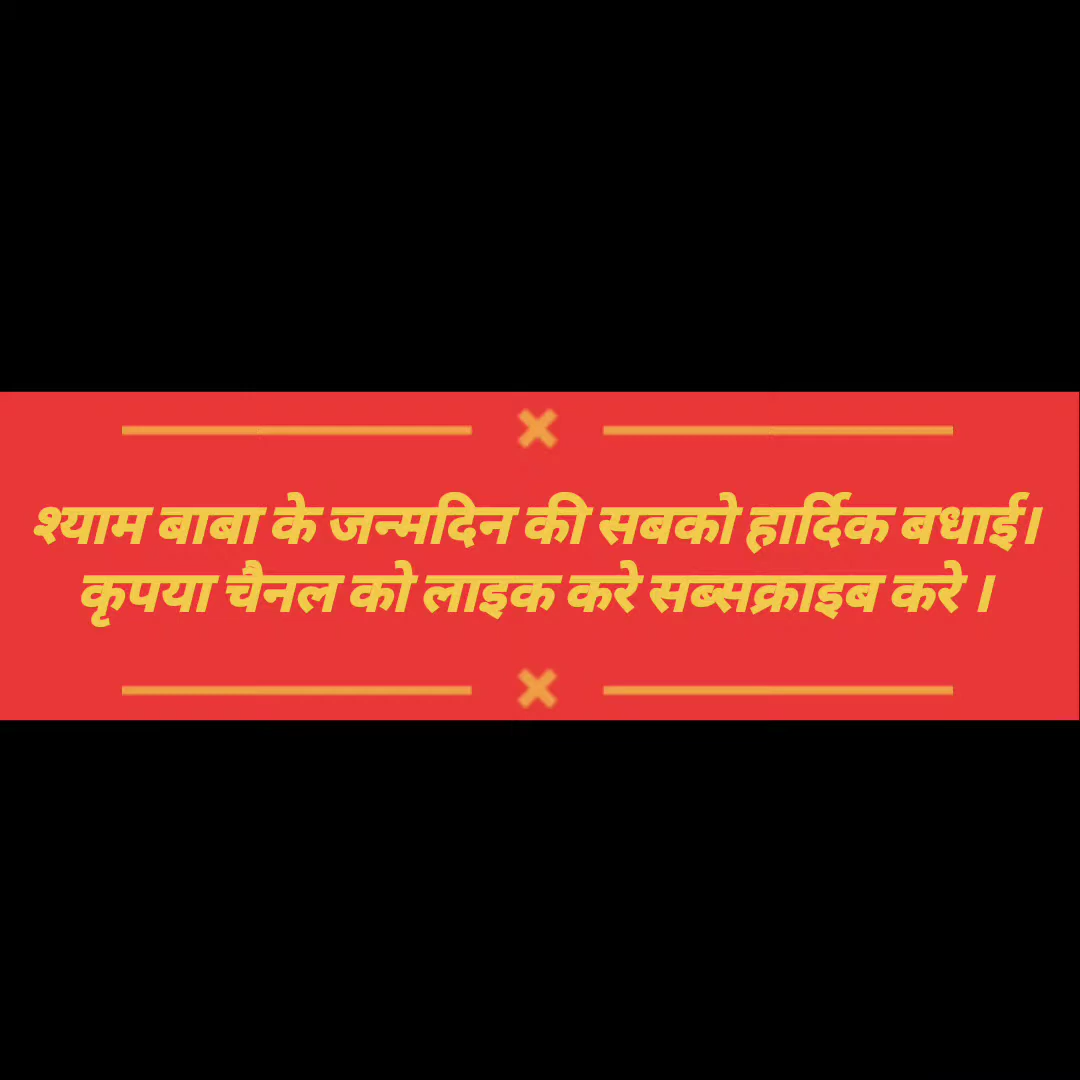 श्याम बाबा के जन्मदिन की सबको हार्दिक बधाई।
कृपया चैनल को लाइक करे सब्सक्राइब करे ।